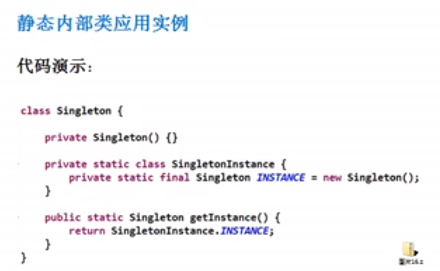 静态内部类应用实例
代码演示：
class Singleton {
private Singleton() {}
private static class SingletonInstance {
private static final Singleton INSTANCE = new Singleton();
}
public static Singleton getInstance() {
return SingletonInstance.INSTANCE;
}
}